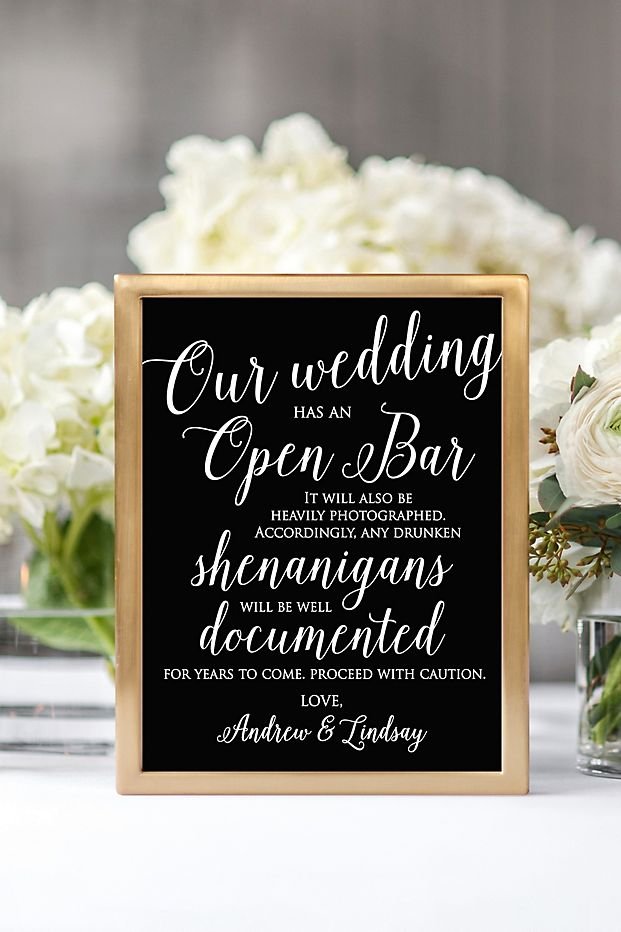 Our wedding
HAS AN
Open Bar
IT WILL ALSO BE
HEAVILY PHOTOGRAPHED.
ACCORDINGLY, ANY DRUNKEN
shenanigans
WILL BE WELL
documented
FOR YEARS TO COME. PROCEED WITH CAUTION.
LOVE,
Andrew & Lindsay